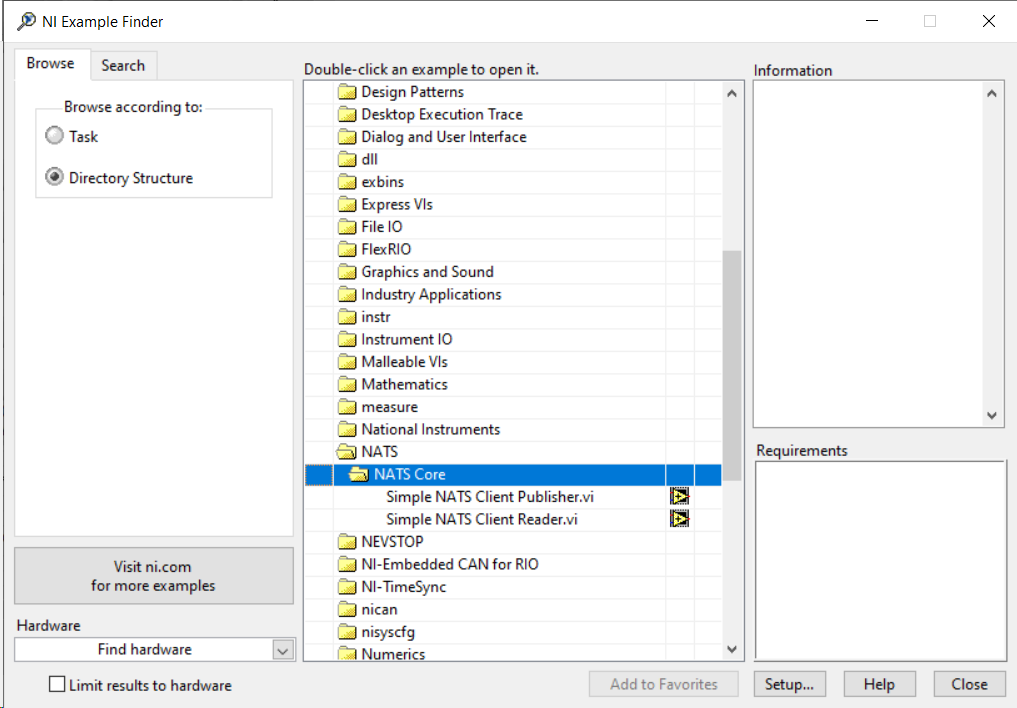 NI Example Finder
Browse
Search
Browse according to:
Task
Directory Structure
Visit ni.com
for more examples
Hardware
Find hardware
Limit results to hardware
Double-click an example to open it.
Design Patterns
Desktop Execution Trace
Dialog and User Interface
dll
exbins
Express VIs
File IO
FlexRIO
Graphics and Sound
Industry Applications
instr
Instrument IO
Malleable VIs
Mathematics
measure
National Instruments
NATS
NATS Core
Simple NATS Client Publisher.vi
Simple NATS Client Reader.vi
NEVSTOP
NI-Embedded CAN for RIO
NI-TimeSync
nican
nisyscfg
Numerics
Information
Requirements
Add to Favorites
Setup...
Help
Close